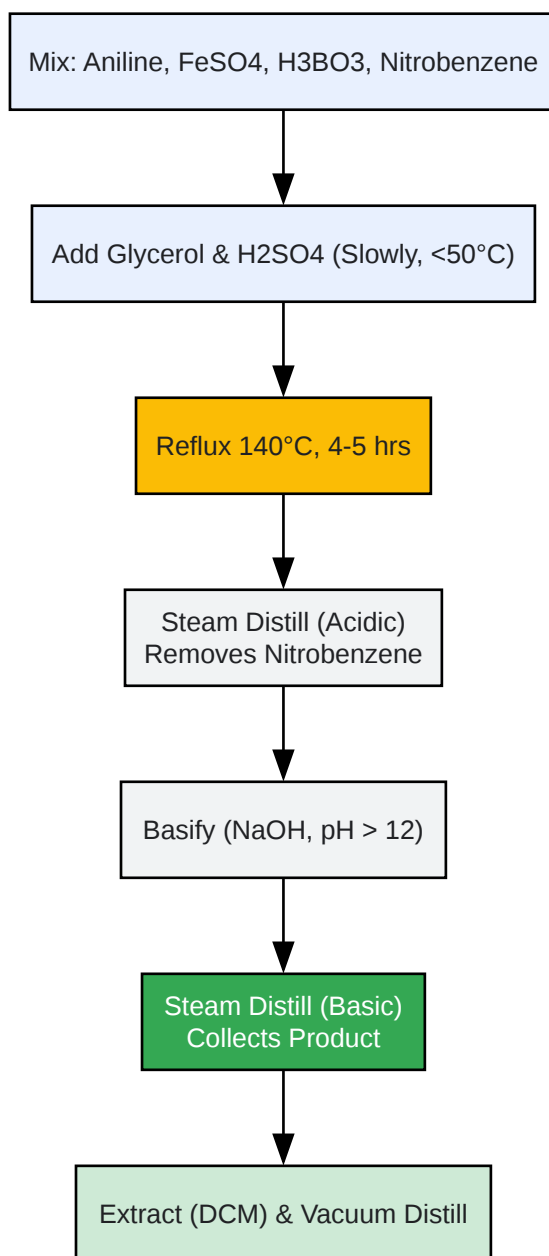 Mix: Aniline, FeSO4, H3BO3, Nitrobenzene
Add Glycerol & H2SO4 (Slowly, <50°C)
Reflux 140°C, 4-5 hrs
Steam Distill (Acidic)
Removes Nitrobenzene
Basify (NaOH, pH > 12)
Steam Distill (Basic)
Collects Product
Extract (DCM) & Vacuum Distill